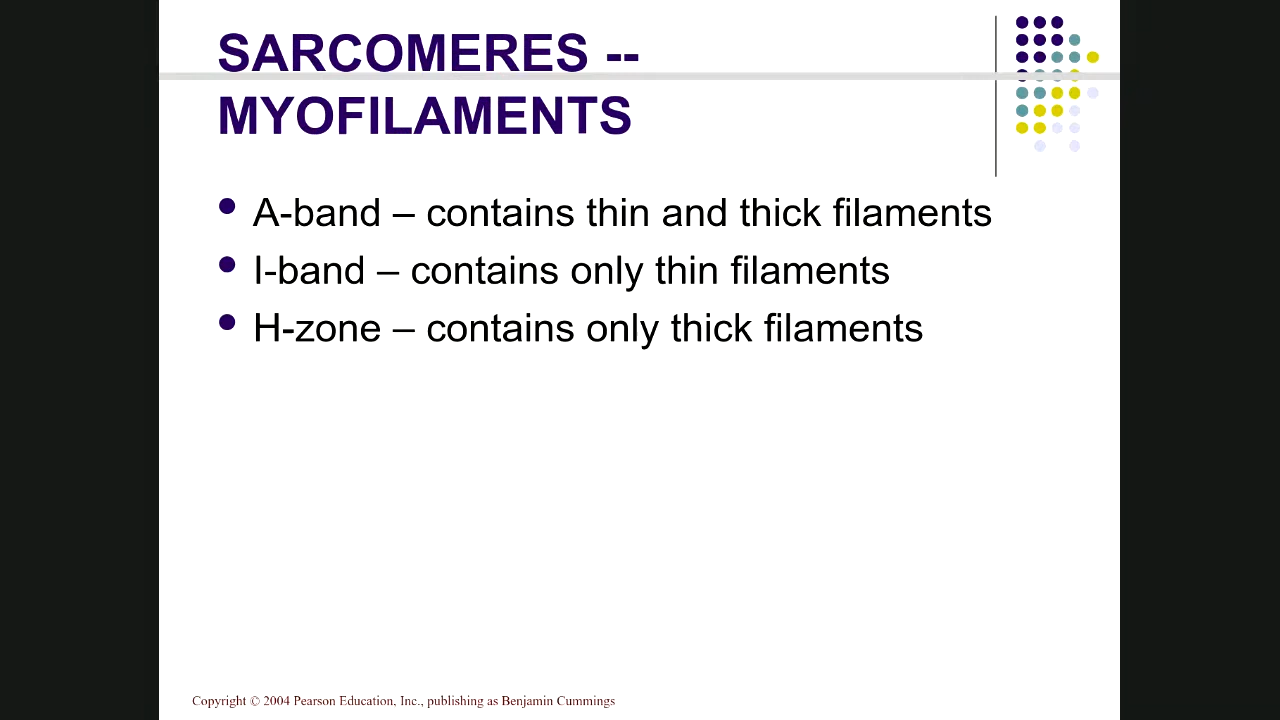 SARCOMERES --
MYOFILAMENTS
• A-band – contains thin and thick filaments
• I-band – contains only thin filaments
• H-zone – contains only thick filaments
Copyright © 2004 Pearson Education, Inc., publishing as Benjamin Cummings